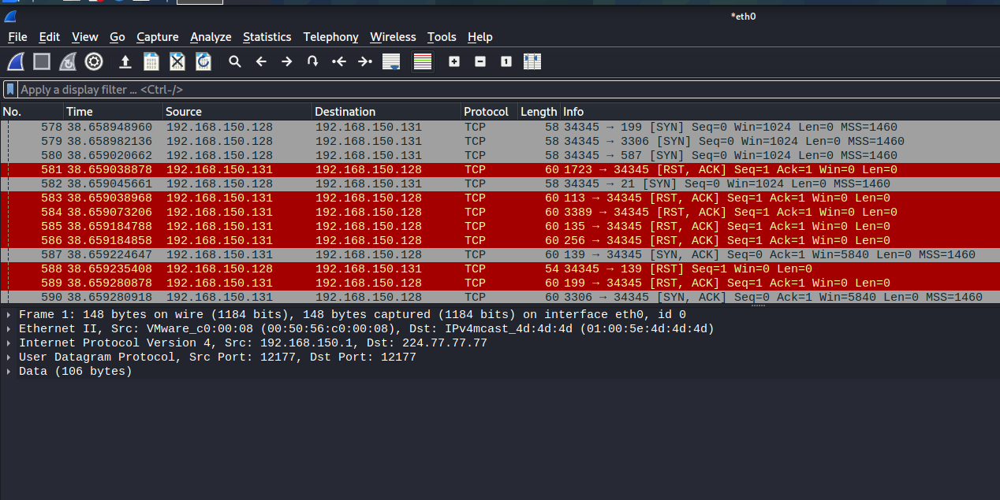 *eth0
File Edit View Go Capture Analyze Statistics Telephony Wireless Tools Help
Apply a display filter ... <Ctrl-/>
No. Time Source Destination Protocol Length Info
578 38.658948960 192.168.150.128 192.168.150.131 TCP 58 34345 → 199 [SYN] Seq=0 Win=1024 Len=0 MSS=1460
579 38.658982136 192.168.150.128 192.168.150.131 TCP 58 34345 → 3306 [SYN] Seq=0 Win=1024 Len=0 MSS=1460
580 38.659020662 192.168.150.128 192.168.150.131 TCP 58 34345 → 587 [SYN] Seq=0 Win=1024 Len=0 MSS=1460
581 38.659038878 192.168.150.131 192.168.150.128 TCP 60 1723 → 34345 [RST, ACK] Seq=1 Ack=1 Win=0 Len=0
582 38.659045661 192.168.150.128 192.168.150.131 TCP 58 34345 → 21 [SYN] Seq=0 Win=1024 Len=0 MSS=1460
583 38.659038968 192.168.150.131 192.168.150.128 TCP 60 113 → 34345 [RST, ACK] Seq=1 Ack=1 Win=0 Len=0
584 38.659073206 192.168.150.131 192.168.150.128 TCP 60 3389 → 34345 [RST, ACK] Seq=1 Ack=1 Win=0 Len=0
585 38.659184788 192.168.150.131 192.168.150.128 TCP 60 135 → 34345 [RST, ACK] Seq=1 Ack=1 Win=0 Len=0
586 38.659184858 192.168.150.131 192.168.150.128 TCP 60 256 → 34345 [RST, ACK] Seq=1 Ack=1 Win=0 Len=0
587 38.659224647 192.168.150.131 192.168.150.128 TCP 60 139 → 34345 [SYN, ACK] Seq=0 Ack=1 Win=5840 Len=0 MSS=1460
588 38.659235408 192.168.150.128 192.168.150.131 TCP 54 34345 → 139 [RST] Seq=1 Win=0 Len=0
589 38.659280878 192.168.150.131 192.168.150.128 TCP 60 199 → 34345 [RST, ACK] Seq=1 Ack=1 Win=0 Len=0
590 38.659280918 192.168.150.131 192.168.150.128 TCP 60 3306 → 34345 [SYN, ACK] Seq=0 Ack=1 Win=5840 Len=0 MSS=1460
Frame 1: 148 bytes on wire (1184 bits), 148 bytes captured (1184 bits) on interface eth0, id 0
Ethernet II, Src: VMware_c0:00:08 (00:50:56:c0:00:08), Dst: IPv4mcast_4d:4d:4d (01:00:5e:4d:4d:4d)
Internet Protocol Version 4, Src: 192.168.150.1, Dst: 224.77.77.77
User Datagram Protocol, Src Port: 12177, Dst Port: 12177
Data (106 bytes)